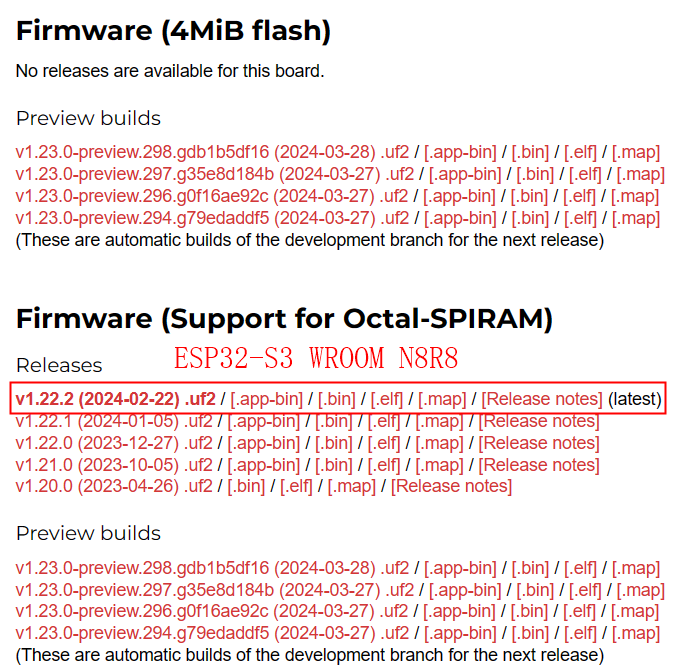 Firmware (4MiB flash)
No releases are available for this board.
Preview builds
v1.23.0-preview.298.gdb1b5df16 (2024-03-28) .uf2 / [.app-bin] / [.bin] / [.elf] / [.map]
v1.23.0-preview.297.g35e8d184b (2024-03-27) .uf2 / [.app-bin] / [.bin] / [.elf] / [.map]
v1.23.0-preview.296.g0f16ae92c (2024-03-27) .uf2 / [.app-bin] / [.bin] / [.elf] / [.map]
v1.23.0-preview.294.g79edaddf5 (2024-03-27) .uf2 / [.app-bin] / [.bin] / [.elf] / [.map]
(These are automatic builds of the development branch for the next release)
Firmware (Support for Octal-SPIRAM)
Releases
ESP32-S3 WROOM N8R8
v1.22.2 (2024-02-22) .uf2 / [.app-bin] / [.bin] / [.elf] / [.map] / [Release notes] (latest)
v1.22.1 (2024-01-05) .uf2 / [.app-bin] / [.bin] / [.elf] / [.map] / [Release notes]
v1.22.0 (2023-12-27) .uf2 / [.app-bin] / [.bin] / [.elf] / [.map] / [Release notes]
v1.21.0 (2023-10-05) .uf2 / [.app-bin] / [.bin] / [.elf] / [.map] / [Release notes]
v1.20.0 (2023-04-26) .uf2 / [.bin] / [.elf] / [.map] / [Release notes]
Preview builds
v1.23.0-preview.298.gdb1b5df16 (2024-03-28) .uf2 / [.app-bin] / [.bin] / [.elf] / [.map]
v1.23.0-preview.297.g35e8d184b (2024-03-27) .uf2 / [.app-bin] / [.bin] / [.elf] / [.map]
v1.23.0-preview.296.g0f16ae92c (2024-03-27) .uf2 / [.app-bin] / [.bin] / [.elf] / [.map]
v1.23.0-preview.294.g79edaddf5 (2024-03-27) .uf2 / [.app-bin] / [.bin] / [.elf] / [.map]
(These are automatic builds of the development branch for the next release)